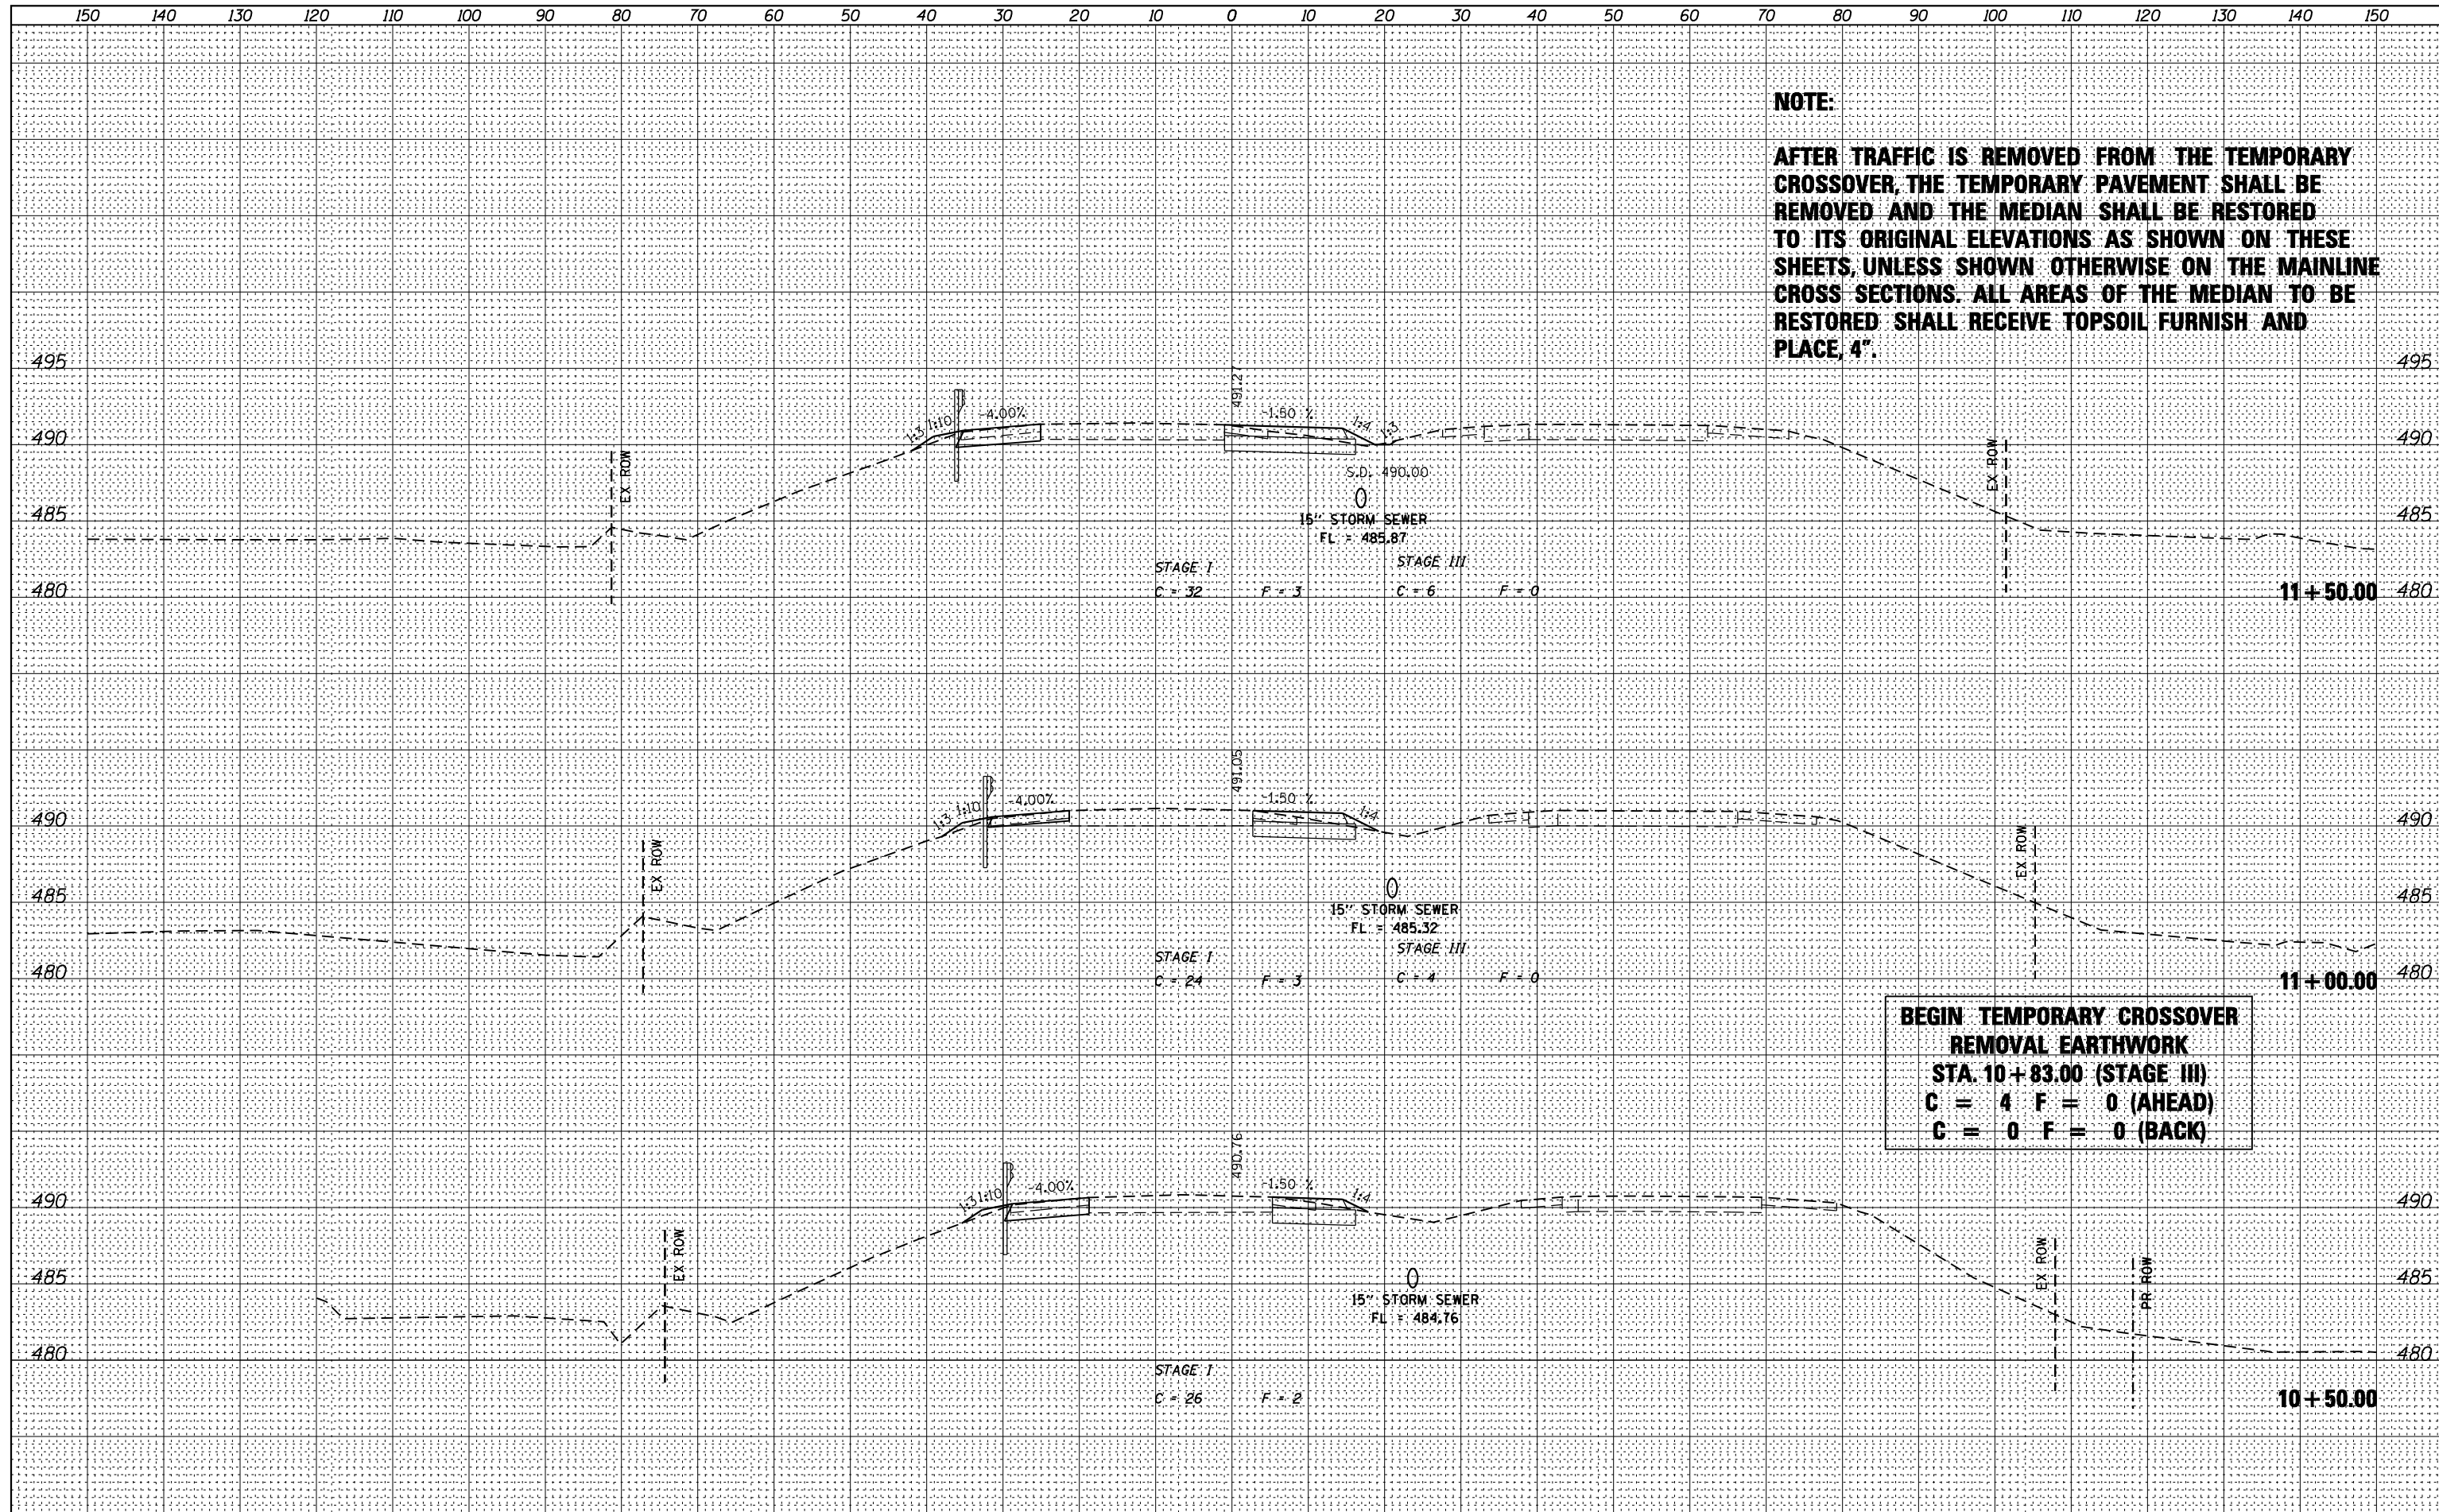 150 140 130 120 110 100 90 80 70 60 50 40 30 20 10 0 10 20 30 40 50 60 70 80 90 100 110 120 130 140 150
NOTE:
AFTER TRAFFIC IS REMOVED FROM THE TEMPORARY
CROSSOVER, THE TEMPORARY PAVEMENT SHALL BE
REMOVED AND THE MEDIAN SHALL BE RESTORED
TO ITS ORIGINAL ELEVATIONS AS SHOWN ON THESE
SHEETS, UNLESS SHOWN OTHERWISE ON THE MAINLINE
CROSS SECTIONS. ALL AREAS OF THE MEDIAN TO BE
RESTORED SHALL RECEIVE TOPSOIL FURNISH AND
PLACE, 4".
495 495
491.27
1:3 1:10 -4.00% -1.50 % 1:4 1:3
490 490
EX ROW EX ROW
S.D. 490.00
485 485
15" STORM SEWER
FL = 485.87
STAGE I STAGE III
C = 32 F = 3 C = 6 F = 0
480 11+50.00 480
491.05
1:3 1:10 -4.00% -1.50 % 1:4
490 490
EX ROW EX ROW
485 485
15" STORM SEWER
FL = 485.32
STAGE I STAGE III
C = 24 F = 3 C = 4 F = 0
480 11+00.00 480
BEGIN TEMPORARY CROSSOVER
REMOVAL EARTHWORK
STA. 10+83.00 (STAGE III)
C = 4 F = 0 (AHEAD)
C = 0 F = 0 (BACK)
490.76
1:3 1:10 -4.00% -1.50 % 1:4
490 490
EX ROW EX ROW PR ROW
485 485
15" STORM SEWER
FL = 484.76
480 480
STAGE I
C = 26 F = 2
10+50.00